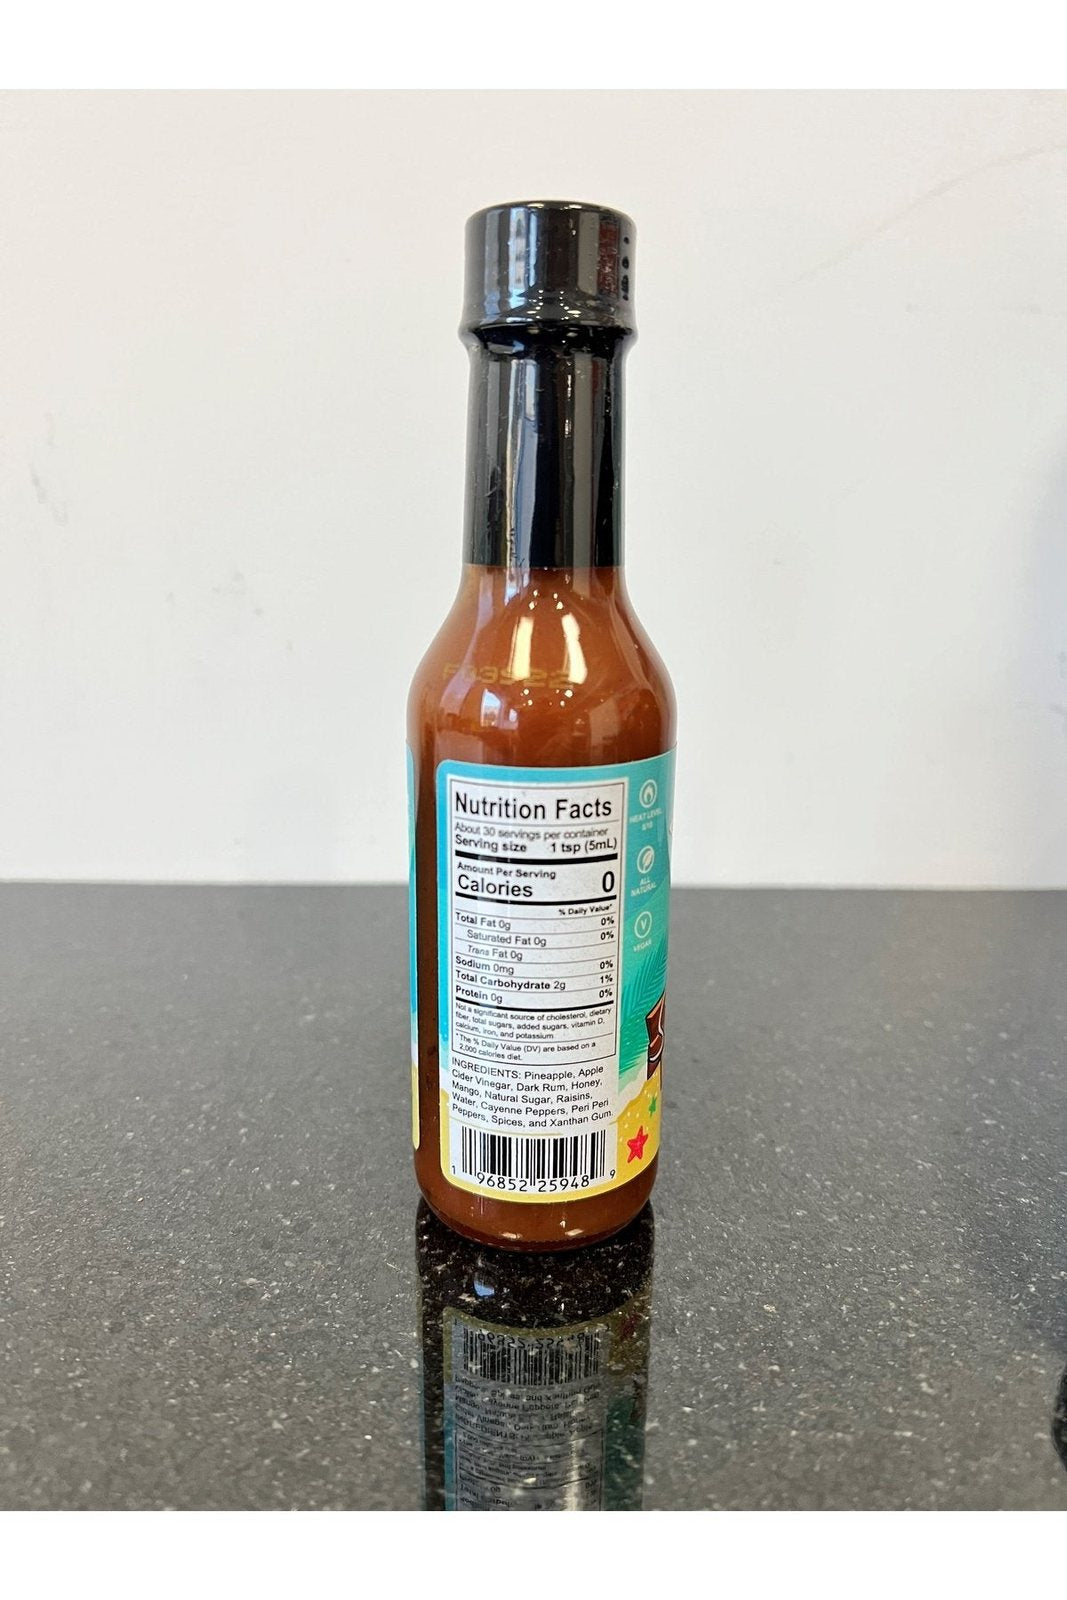 Nutrition Facts
About 30 servings per container
Serving size 1 tsp (5mL)
Amount Per Serving
Calories 0
% Daily Value*
Total Fat 0g 0%
Saturated Fat 0g 0%
Trans Fat 0g
Sodium 0mg 0%
Total Carbohydrate 2g 1%
Protein 0g 0%
Not a significant source of cholesterol, dietary
fiber, total sugars, added sugars, vitamin D,
calcium, iron, and potassium
*The % Daily Value (DV) are based on a
2,000 calories diet.
INGREDIENTS: Pineapple, Apple
Cider Vinegar, Dark Rum, Honey,
Mango, Natural Sugar, Raisins,
Water, Cayenne Peppers, Peri Peri
Peppers, Spices, and Xanthan Gum.
1 96852 25948 9
HEAT LEVEL
ALL
NATURAL
V
VEGAN